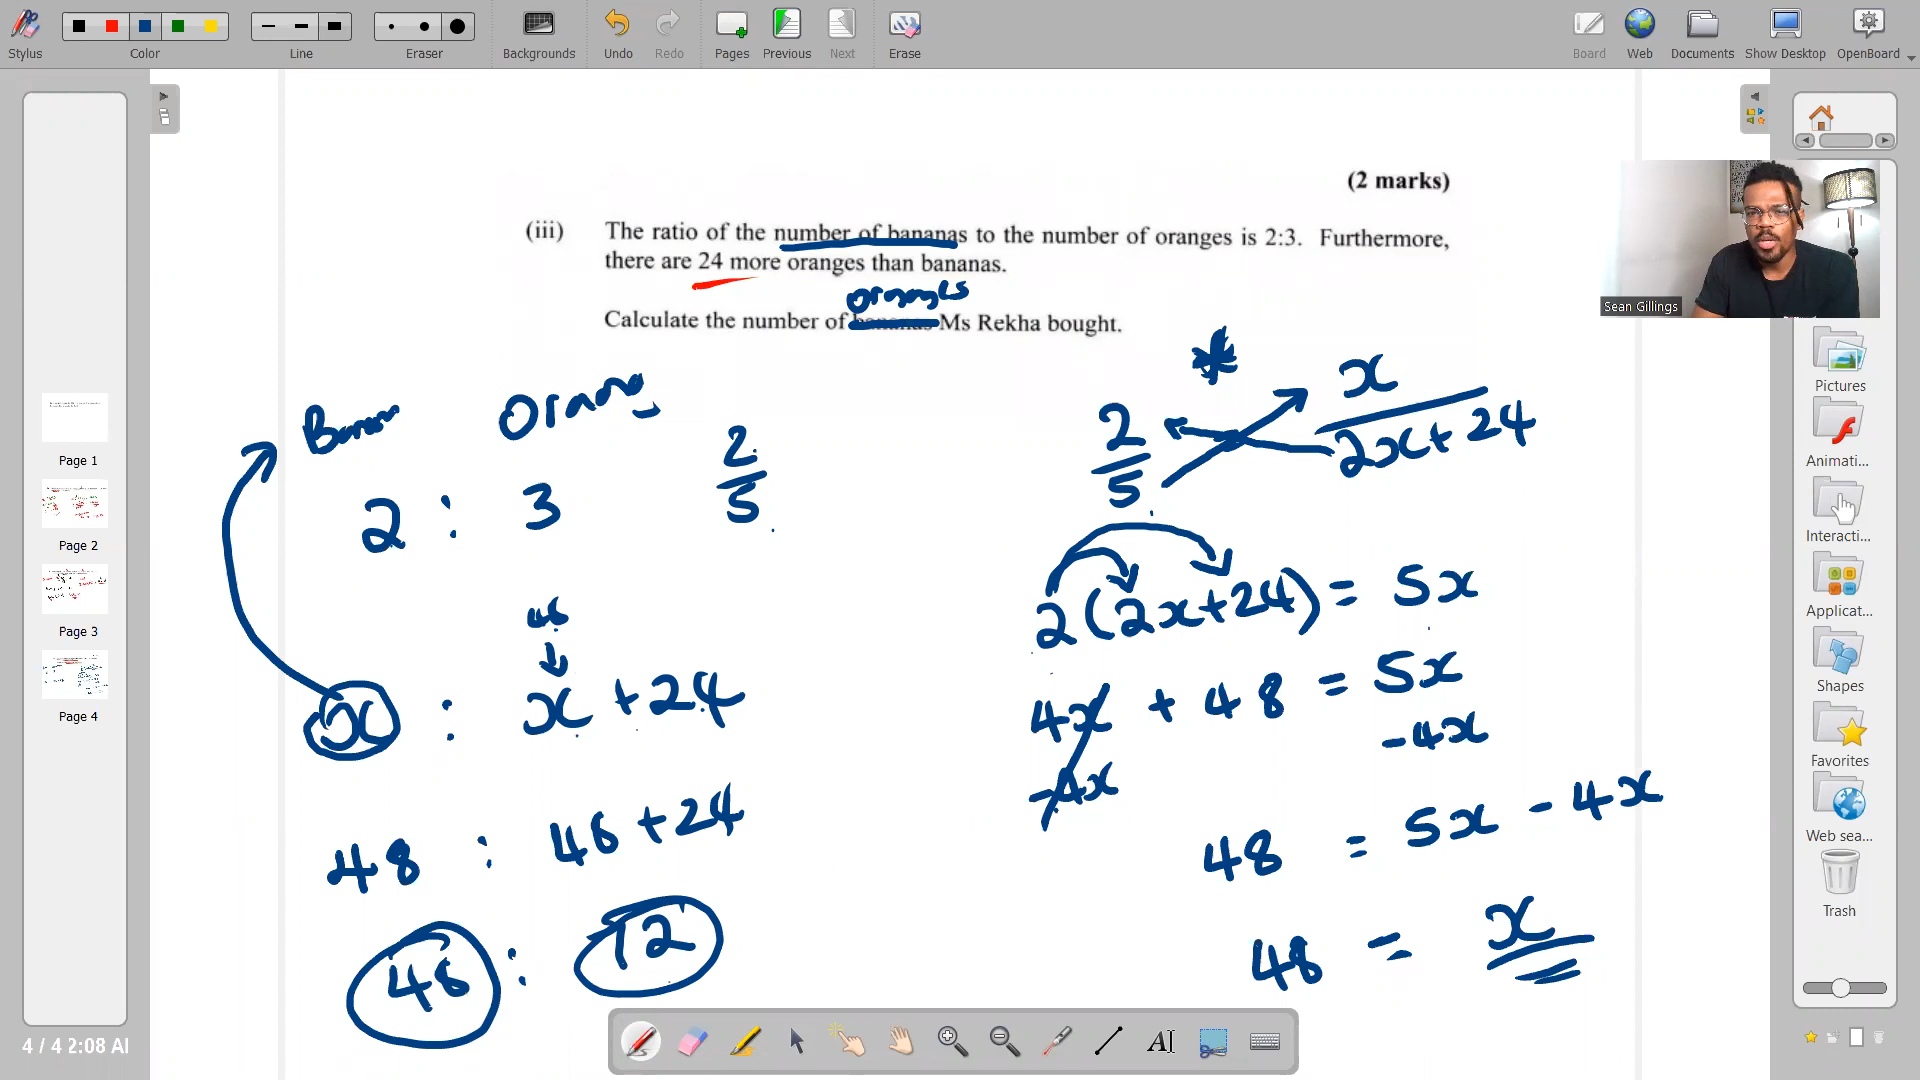 Stylus Color Line Eraser Backgrounds Undo Redo Pages Previous Next Erase Board Web Documents Show Desktop OpenBoard
(2 marks)
(iii) The ratio of the number of bananas to the number of oranges is 2:3. Furthermore,
there are 24 more oranges than bananas.
oranges
Calculate the number of bananas Ms Rekha bought.
Sean Gillings
Banan Orang
2 : 3
2/5
46
x : x + 24
48 : 46 + 24
48 : 72
*
2/5 x/2x + 24
2(2x+24) = 5x
4x + 48 = 5x
-4x -4x
48 = 5x - 4x
48 = x
Page 1
Page 2
Page 3
Page 4
4 / 4 2:08 AI
Pictures
Animati...
Interacti...
Applicat...
Shapes
Favorites
Web sea...
Trash
AI